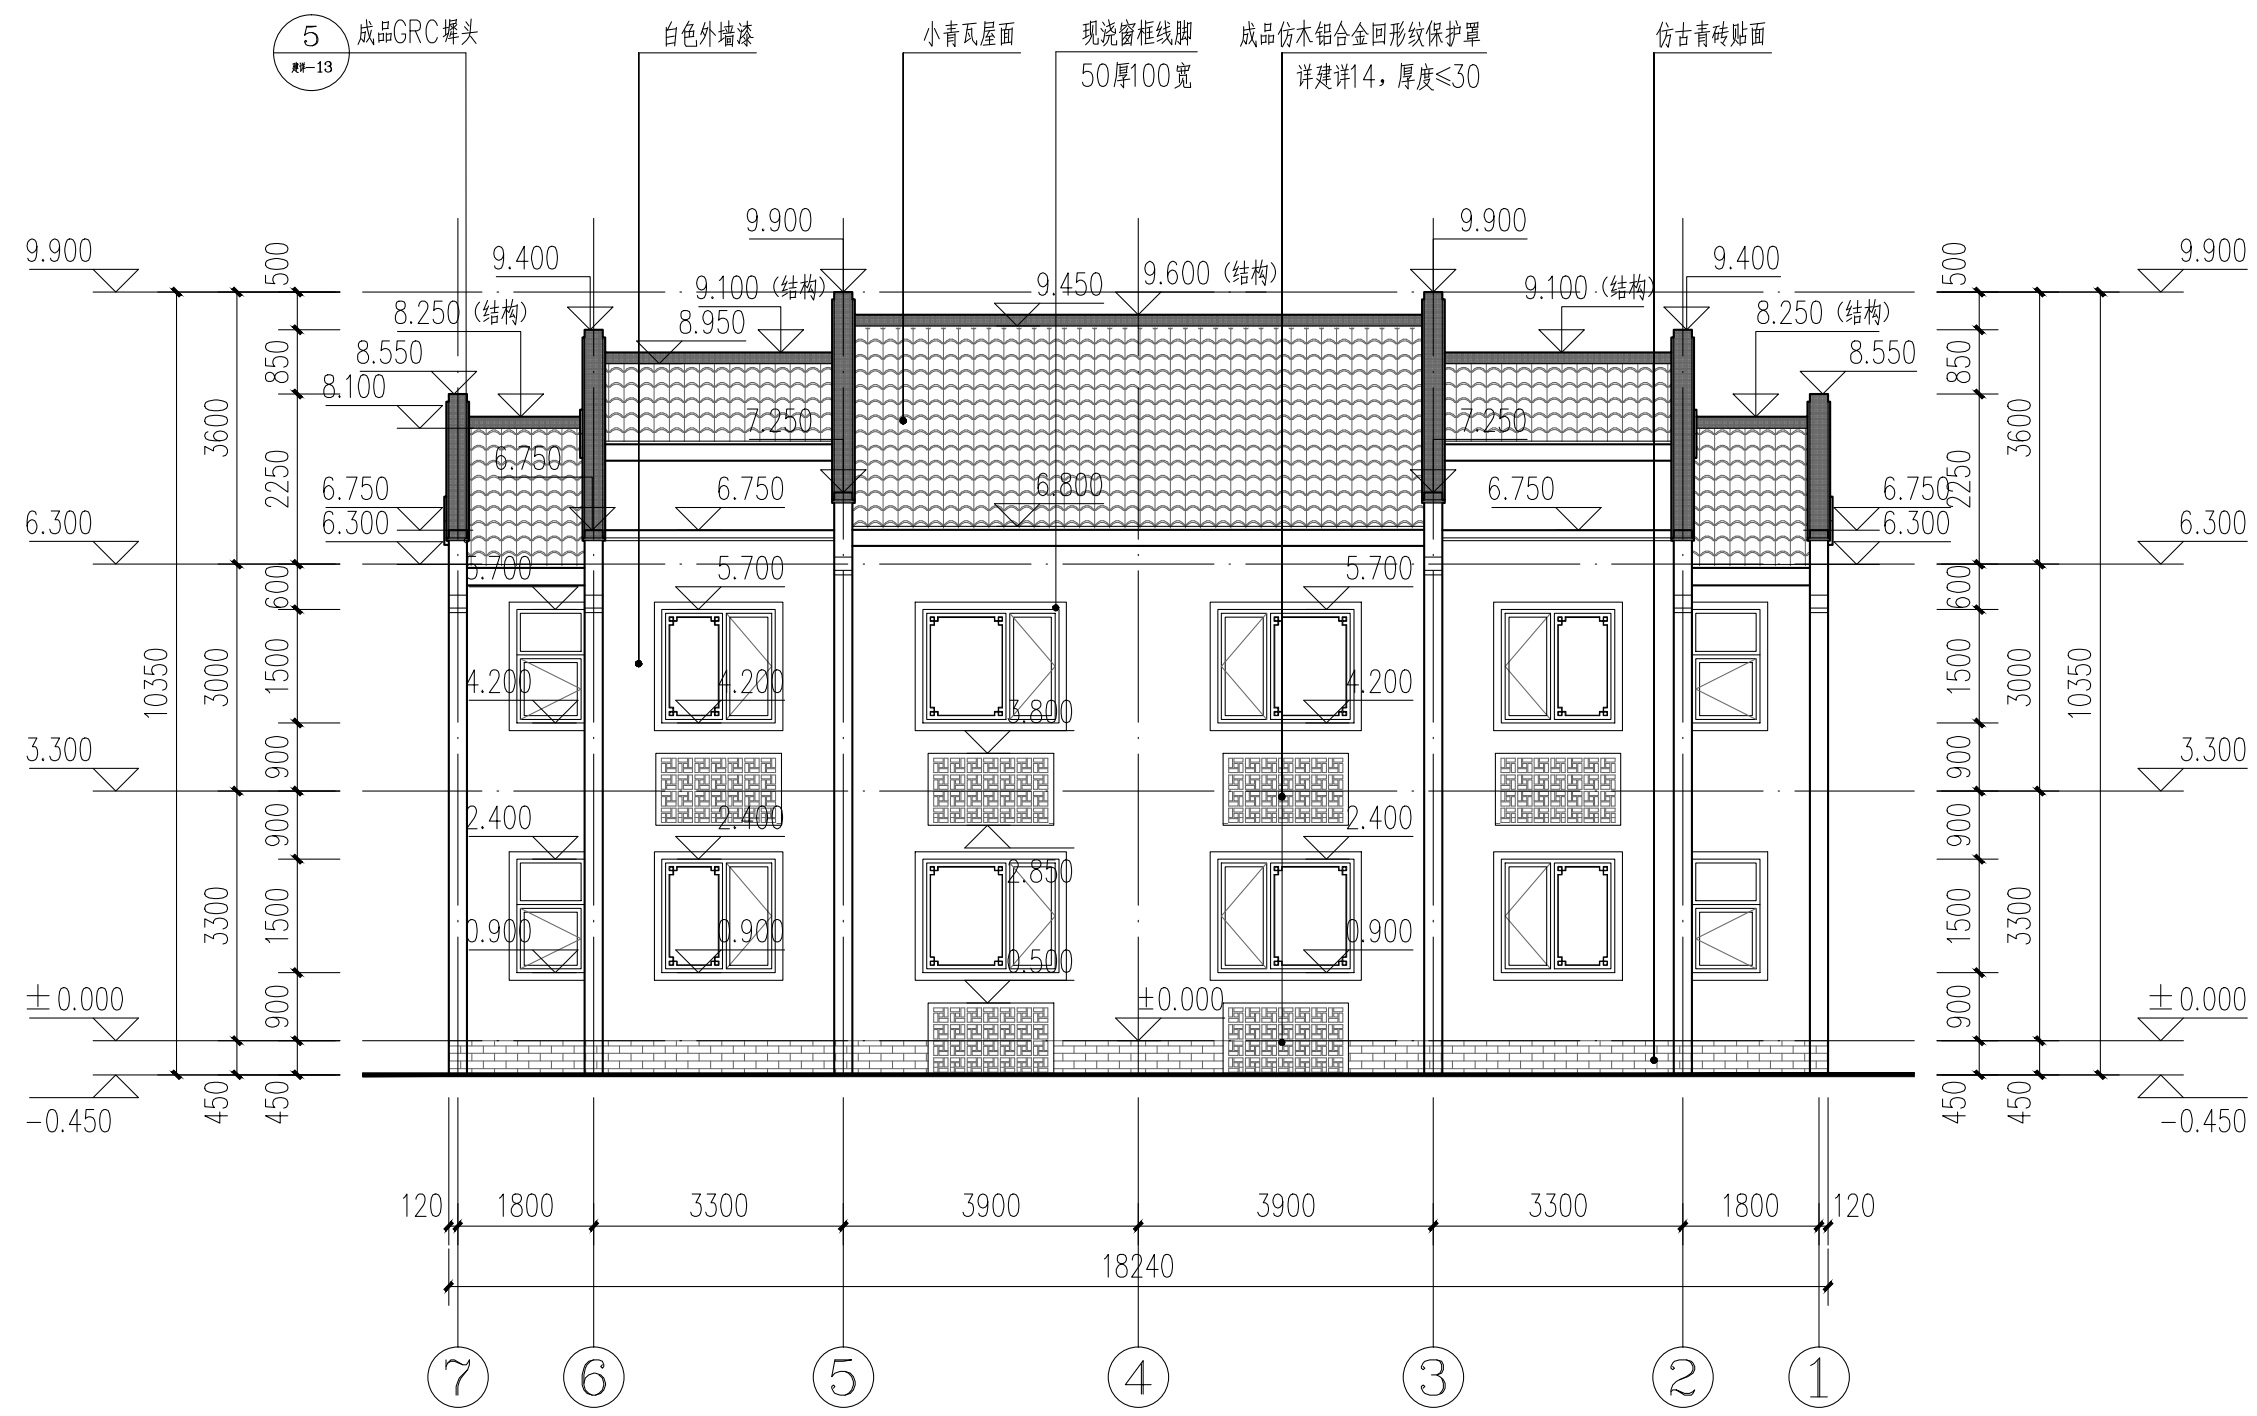 5
建详-13
成品GRC墀头
白色外墙漆
小青瓦屋面
现浇窗框线脚
50厚100宽
成品仿木铝合金回形纹保护罩
详建详14，厚度≤30
仿古青砖贴面
9.900 9.900
9.900 500 9.400 9.100 (结构) 9.450 9.600 (结构) 9.100 (结构) 9.400 500 9.900
8.250 (结构) 8.950 8.250 (结构)
8.550 850 850 8.550
8.100
3600 7.250 7.250 3600
2250 6.750 6.800 2250
6.750 6.750 6.750 6.750
6.300 6.300 6.300 6.300
600 5.700 5.700 5.700 600
10350 3000 1500 4.200 4.200 4.200 1500 3000 10350
3.800
3.300 900 900 3.300
900 2.400 2.400 2.400 900
2.850
3300 1500 0.900 0.900 0.900 1500 3300
0.500
±0.000 900 ±0.000 900 ±0.000
-0.450 450 450 450 450 -0.450
120 1800 3300 3900 3900 3300 1800 120
18240
7 6 5 4 3 2 1